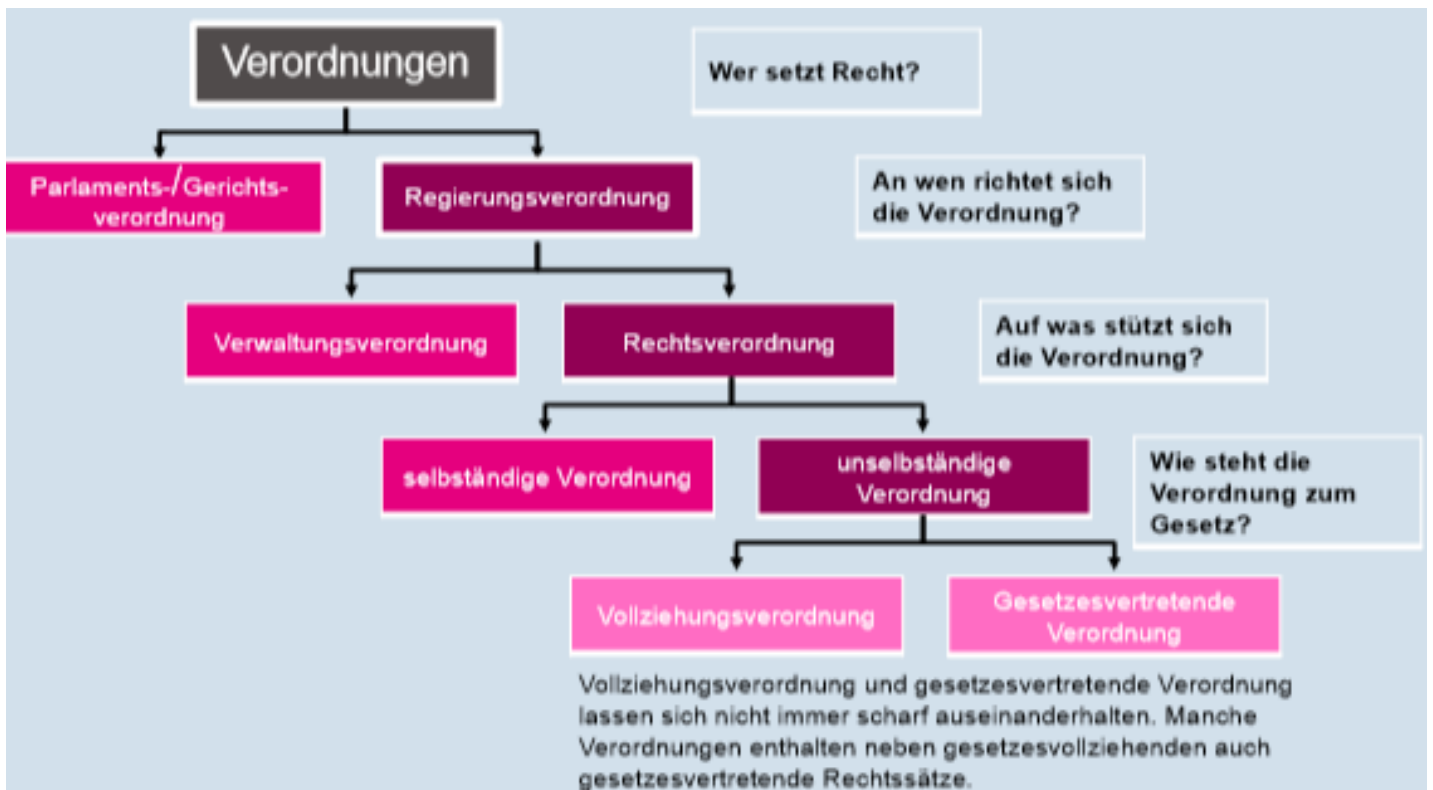 Verordnungen
Wer setzt Recht?
Parlaments-/Gerichts-
verordnung
Regierungsverordnung
An wen richtet sich
die Verordnung?
Verwaltungsverordnung
Rechtsverordnung
Auf was stützt sich
die Verordnung?
selbständige Verordnung
unselbständige
Verordnung
Wie steht die
Verordnung zum
Gesetz?
Vollziehungsverordnung
Gesetzesvertretende
Verordnung
Vollziehungsverordnung und gesetzesvertretende Verordnung
lassen sich nicht immer scharf auseinanderhalten. Manche
Verordnungen enthalten neben gesetzesvollziehenden auch
gesetzesvertretende Rechtssätze.